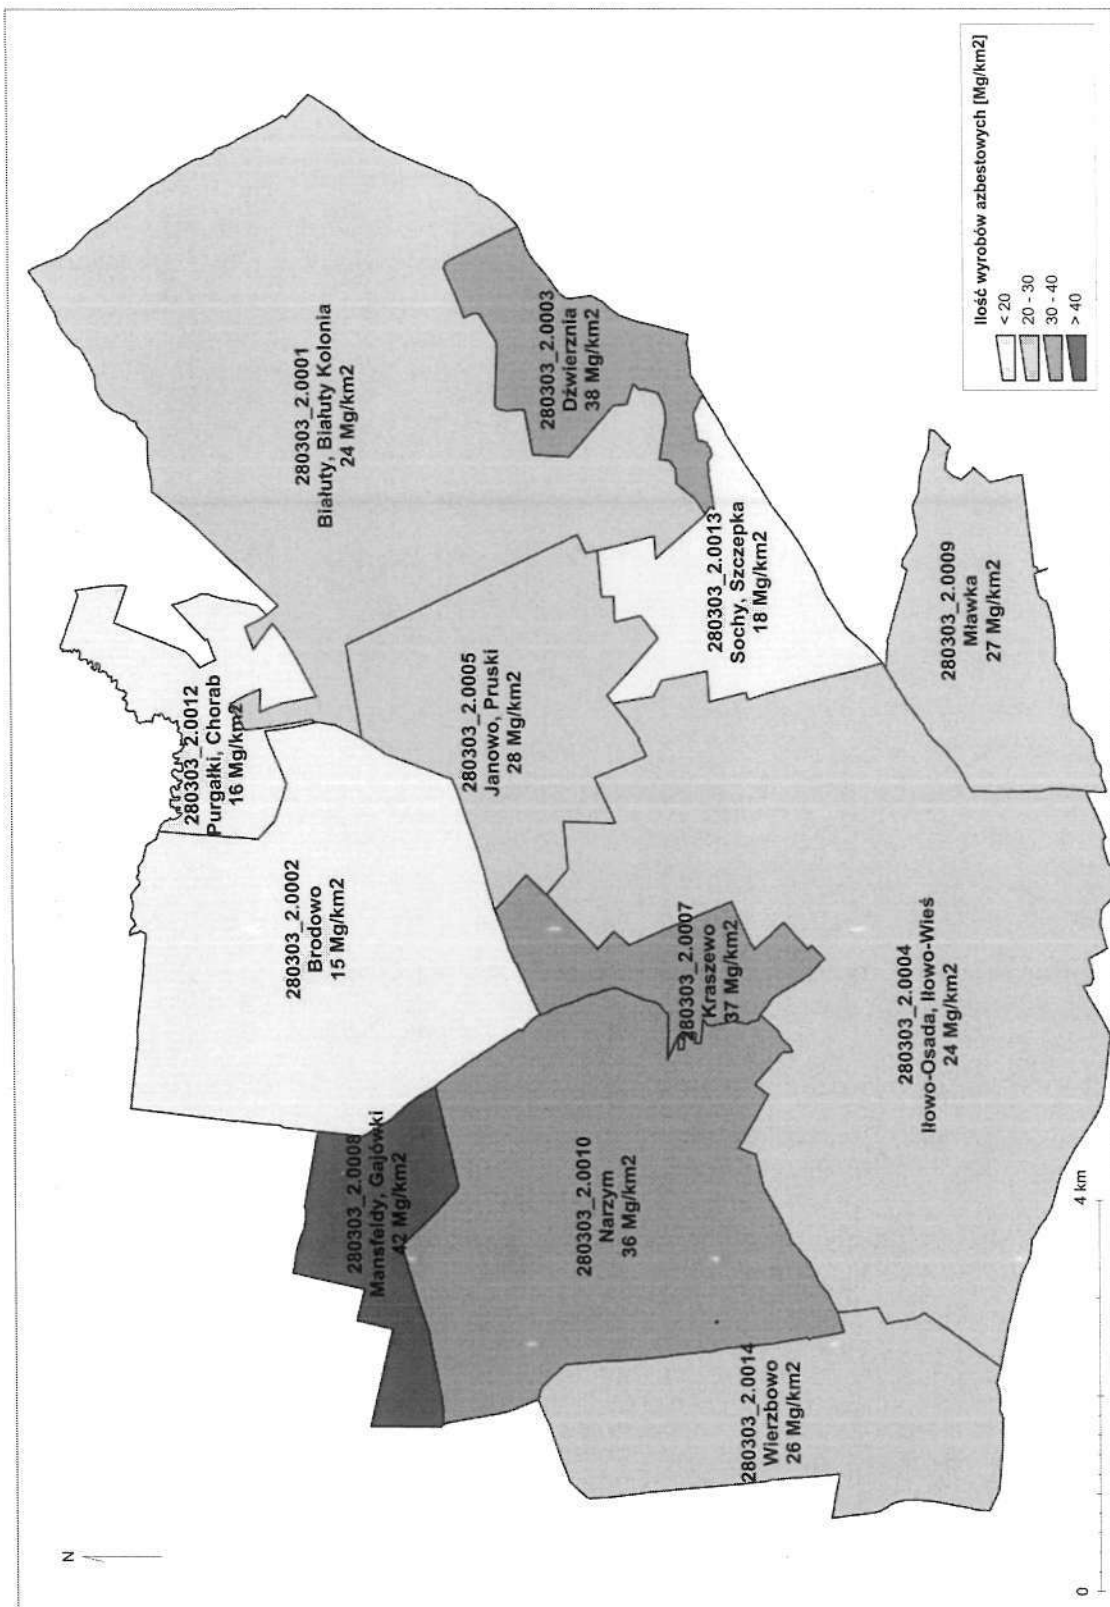 N
280303_2.0012
Purgałki, Chorab
16 Mg/km2
280303_2.0001
Białuty, Białuty Kolonia
24 Mg/km2
280303_2.0002
Brodowo
15 Mg/km2
280303_2.0008
Mansfeldy, Gajówki
42 Mg/km2
280303_2.0005
Janowo, Pruski
28 Mg/km2
280303_2.0003
Dźwierznia
38 Mg/km2
280303_2.0010
Narzym
36 Mg/km2
280303_2.0007
Kraszewo
37 Mg/km2
280303_2.0013
Sochy, Szczepka
18 Mg/km2
280303_2.0014
Wierzbowo
26 Mg/km2
280303_2.0004
Iłowo-Osada, Iłowo-Wieś
24 Mg/km2
280303_2.0009
Mławka
27 Mg/km2
Ilość wyrobów azbestowych [Mg/km2]
< 20
20 - 30
30 - 40
> 40
0
4 km